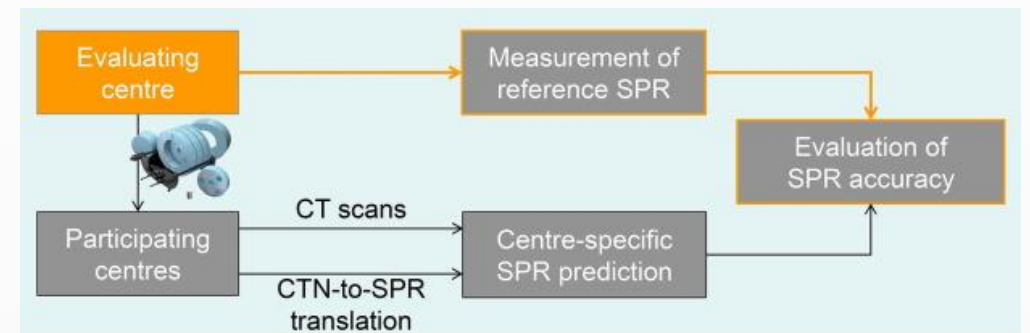 Evaluating
centre
Measurement of
reference SPR
Evaluation of
SPR accuracy
Participating
centres
CT scans
CTN-to-SPR
translation
Centre-specific
SPR prediction